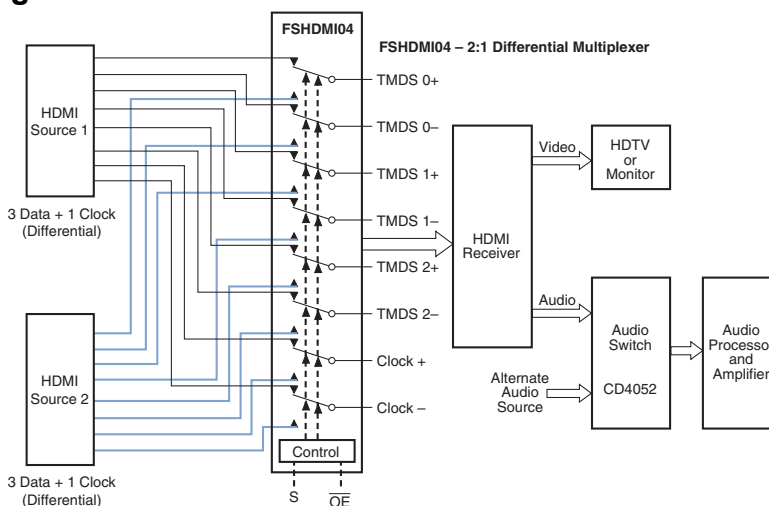 g
FSHDMI04
FSHDMI04 – 2:1 Differential Multiplexer
HDMI
Source 1
3 Data + 1 Clock
(Differential)
HDMI
Source 2
3 Data + 1 Clock
(Differential)
TMDS 0+
TMDS 0–
TMDS 1+
TMDS 1–
TMDS 2+
TMDS 2–
Clock +
Clock –
Control
S
OE
HDMI
Receiver
Video
HDTV
or
Monitor
Audio
Alternate
Audio
Source
Audio
Switch
CD4052
Audio
Processo
and
Amplifier